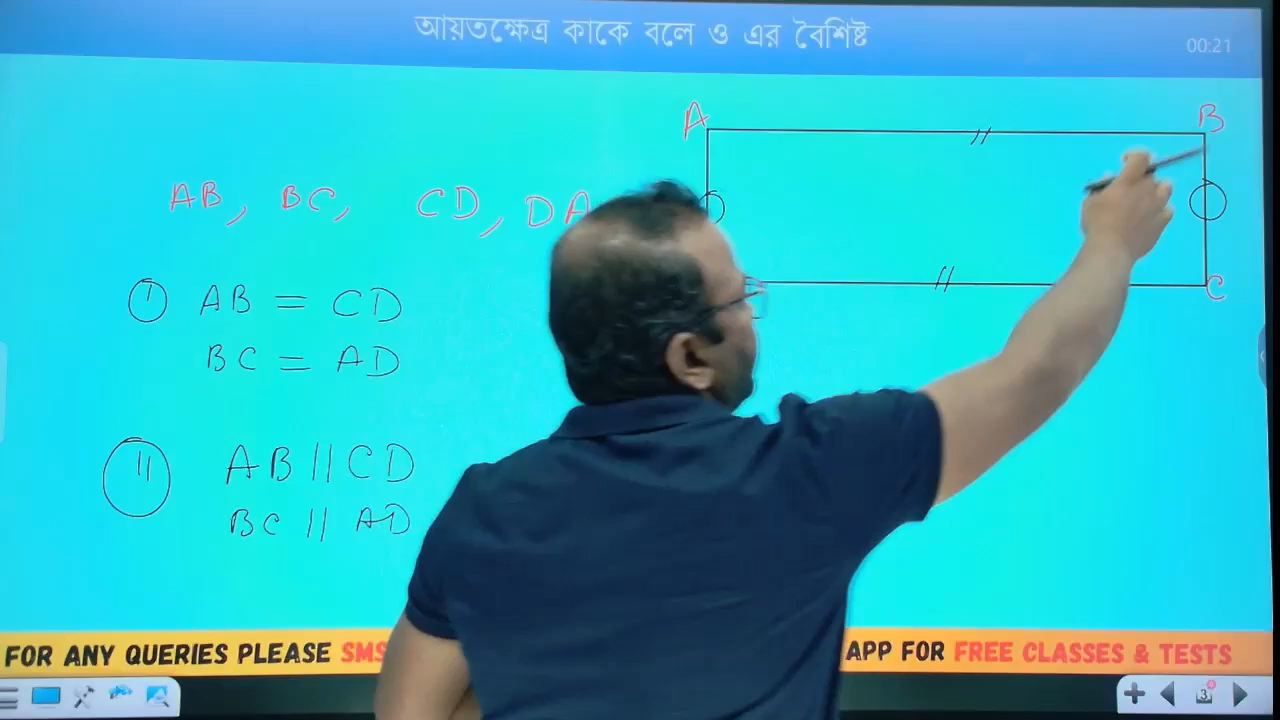 আয়তক্ষেত্র কাকে বলে ও এর বৈশিষ্ট
00:21
A
B
AB, BC, CD, DA
C
I AB = CD
BC = AD
II AB || CD
BC || AD
FOR ANY QUERIES PLEASE SMS
APP FOR FREE CLASSES & TESTS
3